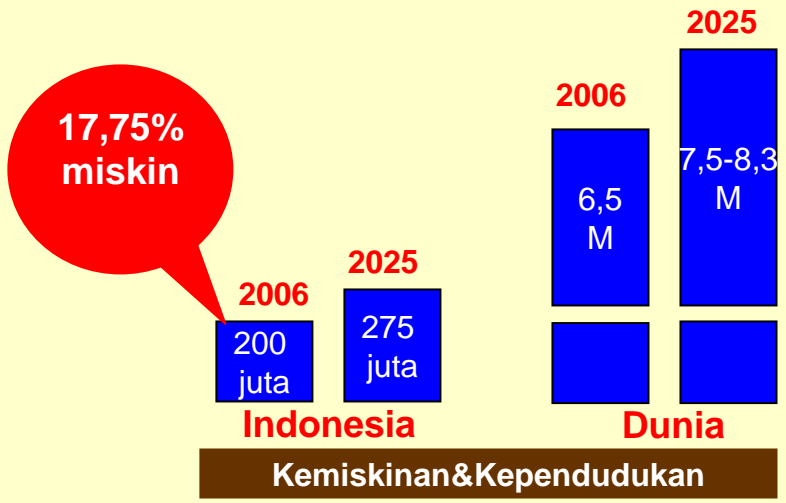 17,75%
miskin
2006
200
juta
2025
275
juta
Indonesia
2006
6,5
M
2025
7,5-8,3
M
Dunia
Kemiskinan&Kependudukan